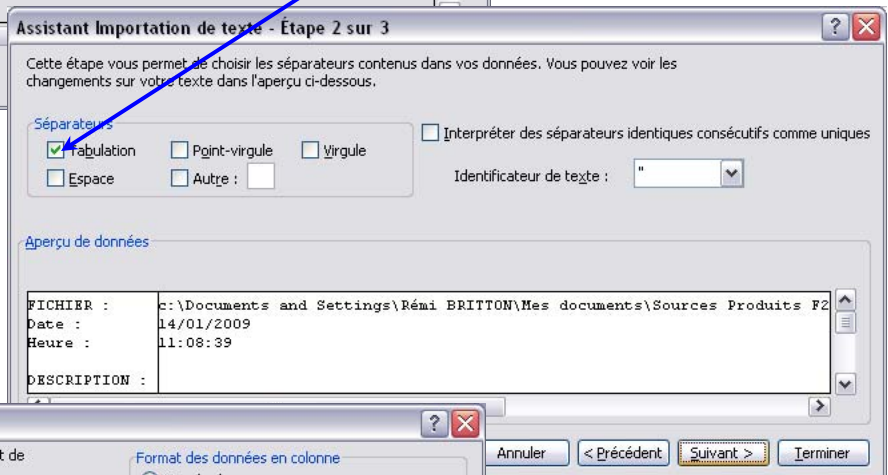 Assistant Importation de texte - Étape 2 sur 3
Cette étape vous permet de choisir les séparateurs contenus dans vos données. Vous pouvez voir les
changements sur votre texte dans l'aperçu ci-dessous.
Séparateurs
Tabulation Point-virgule Virgule
Espace Autre :
Interpréter des séparateurs identiques consécutifs comme uniques
Identificateur de texte : "
Aperçu de données
FICHIER : c:\Documents and Settings\Rémi BRITTON\Mes documents\Sources Produits F2
Date : 14/01/2009
Heure : 11:08:39
DESCRIPTION :
Annuler < Précédent Suivant > Terminer
t de
Format des données en colonne